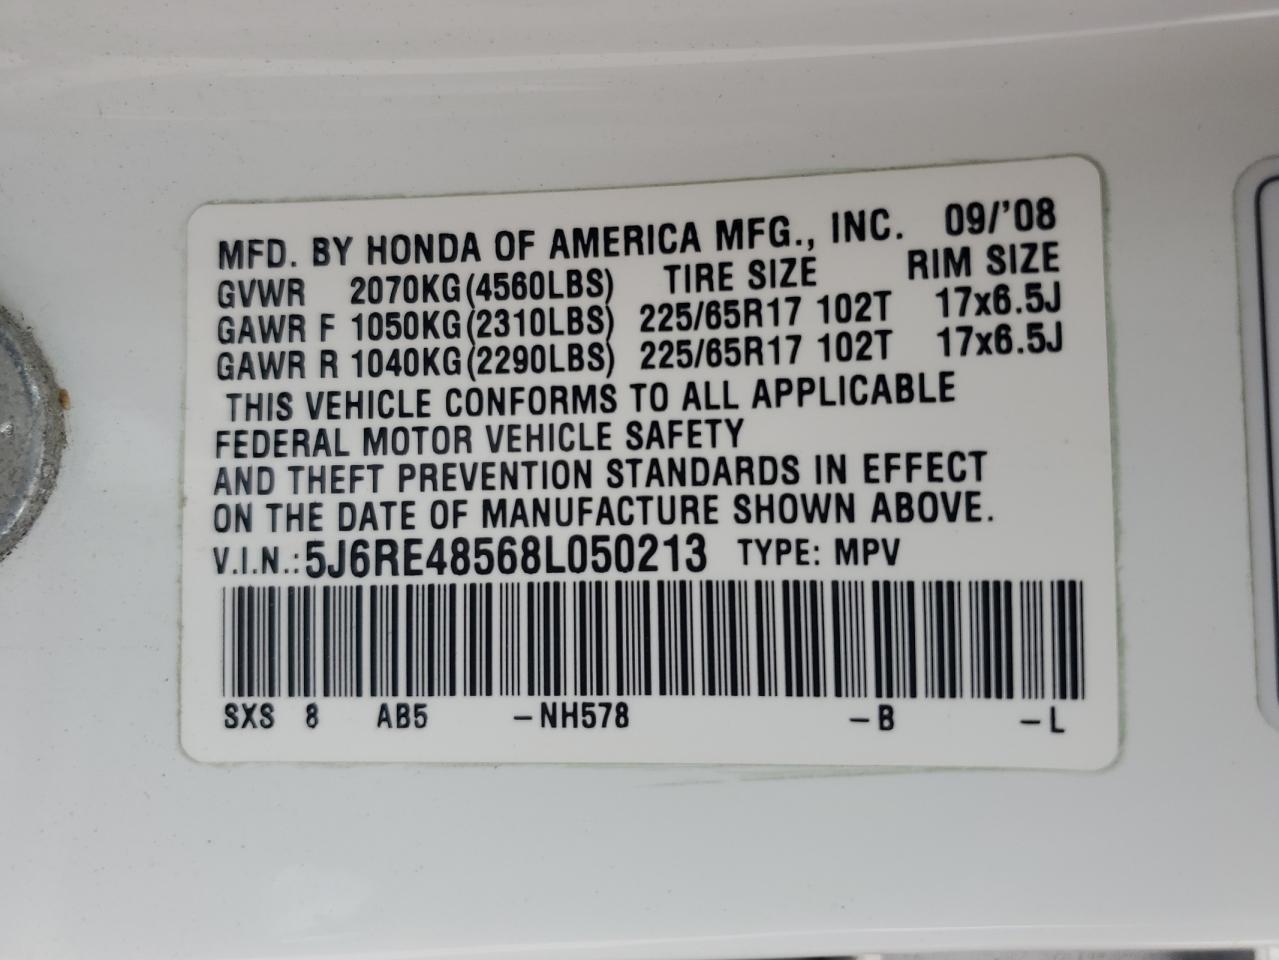 MFD. BY HONDA OF AMERICA MFG., INC. 09/'08
GVWR 2070KG(4560LBS) TIRE SIZE RIM SIZE
GAWR F 1050KG(2310LBS) 225/65R17 102T 17x6.5J
GAWR R 1040KG(2290LBS) 225/65R17 102T 17x6.5J
THIS VEHICLE CONFORMS TO ALL APPLICABLE
FEDERAL MOTOR VEHICLE SAFETY
AND THEFT PREVENTION STANDARDS IN EFFECT
ON THE DATE OF MANUFACTURE SHOWN ABOVE.
V.I.N.:5J6RE48568L050213 TYPE: MPV
SXS 8 AB5 -NH578 -B -L